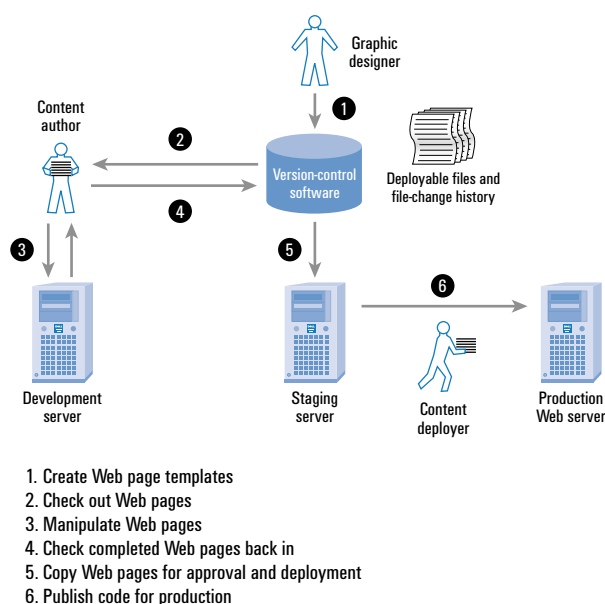 Graphic
designer
1
Content
author
2
Version-control
software
Deployable files and
file-change history
4
3
5
6
Development
server
Staging
server
Content
deployer
Production
Web server
1. Create Web page templates
2. Check out Web pages
3. Manipulate Web pages
4. Check completed Web pages back in
5. Copy Web pages for approval and deployment
6. Publish code for production